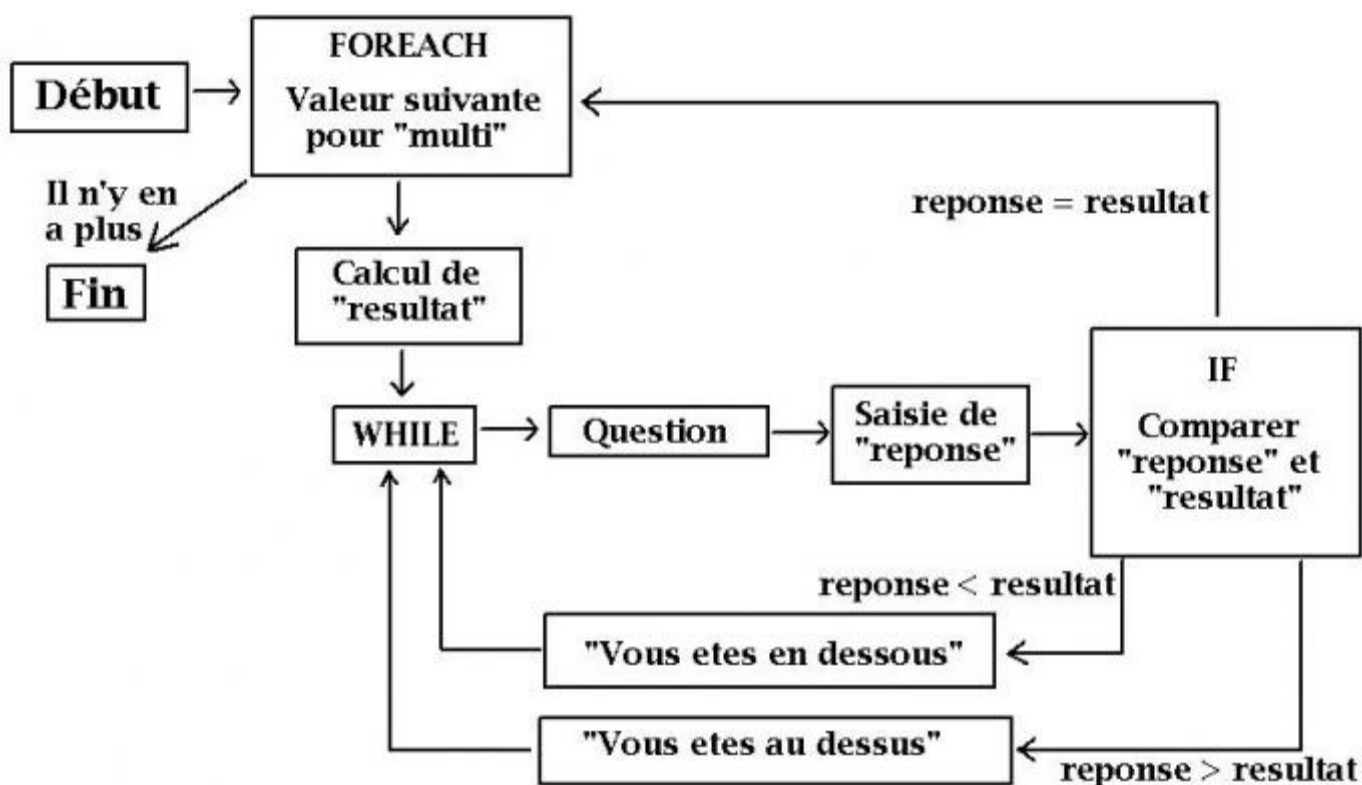 FOREACH
Début
Valeur suivante
pour "multi"
Il n'y en
a plus
reponse = resultat
Fin
Calcul de
"resultat"
WHILE
Question
Saisie de
"reponse"
IF
Comparer
"reponse" et
"resultat"
reponse < resultat
"Vous etes en dessous"
"Vous etes au dessus"
reponse > resultat